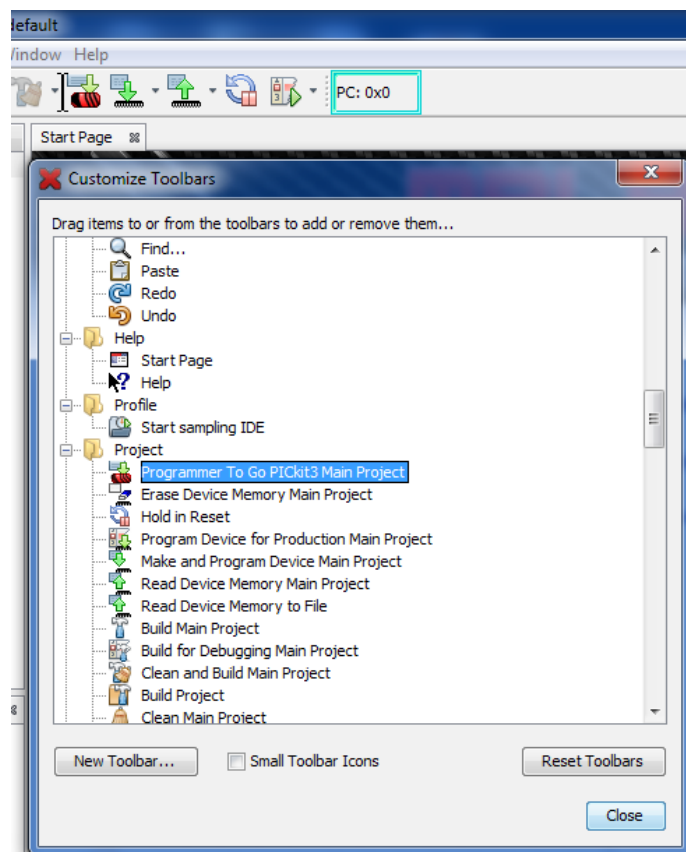 default
Window Help
PC: 0x0
Start Page
Customize Toolbars
Drag items to or from the toolbars to add or remove them...
Find...
Paste
Redo
Undo
Help
Start Page
Help
Profile
Start sampling IDE
Project
Programmer To Go PICkit3 Main Project
Erase Device Memory Main Project
Hold in Reset
Program Device for Production Main Project
Make and Program Device Main Project
Read Device Memory Main Project
Read Device Memory to File
Build Main Project
Build for Debugging Main Project
Clean and Build Main Project
Build Project
Clean Main Project
New Toolbar...
Small Toolbar Icons
Reset Toolbars
Close